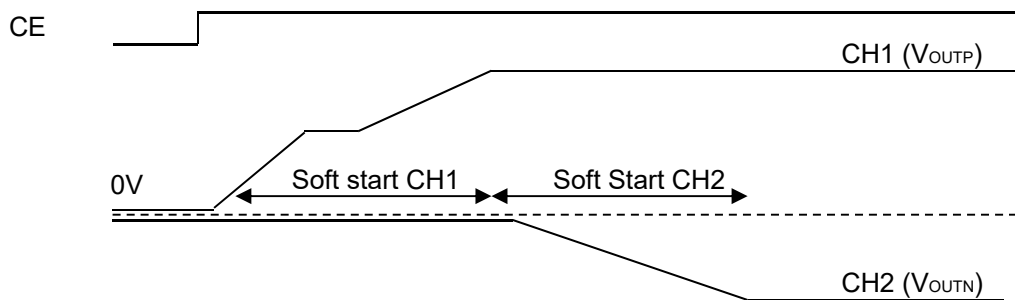 CE
CH1 (VOUTP)
0V
Soft start CH1
Soft Start CH2
CH2 (VOUTN)